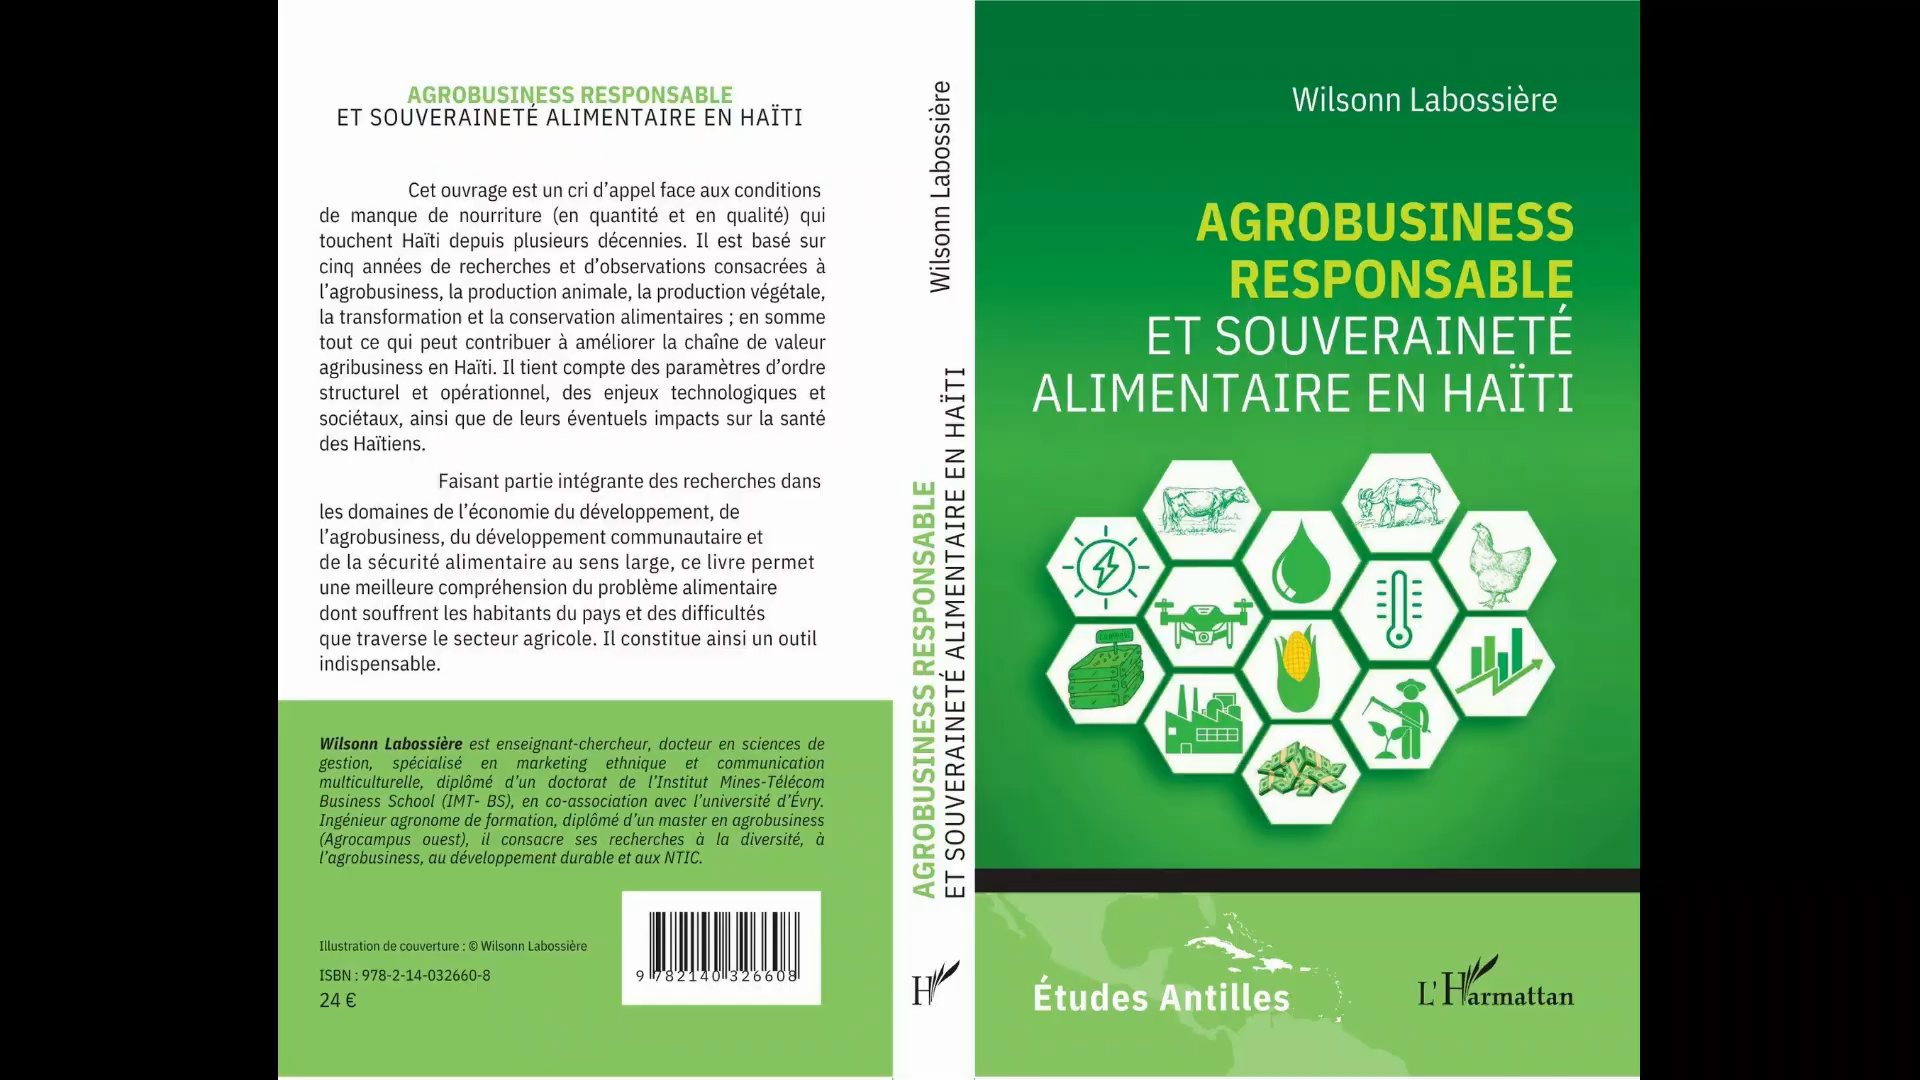 AGROBUSINESS RESPONSABLE
ET SOUVERAINETÉ ALIMENTAIRE EN HAÏTI
Cet ouvrage est un cri d’appel face aux conditions
de manque de nourriture (en quantité et en qualité) qui
touchent Haïti depuis plusieurs décennies. Il est basé sur
cinq années de recherches et d’observations consacrées à
l’agrobusiness, la production animale, la production végétale,
la transformation et la conservation alimentaires ; en somme
tout ce qui peut contribuer à améliorer la chaîne de valeur
agribusiness en Haïti. Il tient compte des paramètres d’ordre
structurel et opérationnel, des enjeux technologiques et
sociétaux, ainsi que de leurs éventuels impacts sur la santé
des Haïtiens.
Faisant partie intégrante des recherches dans
les domaines de l’économie du développement, de
l’agrobusiness, du développement communautaire et
de la sécurité alimentaire au sens large, ce livre permet
une meilleure compréhension du problème alimentaire
dont souffrent les habitants du pays et des difficultés
que traverse le secteur agricole. Il constitue ainsi un outil
indispensable.
Wilsonn Labossière est enseignant-chercheur, docteur en sciences de
gestion, spécialisé en marketing ethnique et communication
multiculturelle, diplômé d’un doctorat de l’Institut Mines-Télécom
Business School (IMT- BS), en co-association avec l’université d’Évry.
Ingénieur agronome de formation, diplômé d’un master en agrobusiness
(Agrocampus ouest), il consacre ses recherches à la diversité, à
l’agrobusiness, au développement durable et aux NTIC.
Illustration de couverture : © Wilsonn Labossière
ISBN : 978-2-14-032660-8
24 €
9 782140 326608
Wilsonn Labossière
AGROBUSINESS RESPONSABLE
ET SOUVERAINETÉ ALIMENTAIRE EN HAÏTI
H
Wilsonn Labossière
AGROBUSINESS
RESPONSABLE
ET SOUVERAINETÉ
ALIMENTAIRE EN HAÏTI
Études Antilles
L'Harmattan